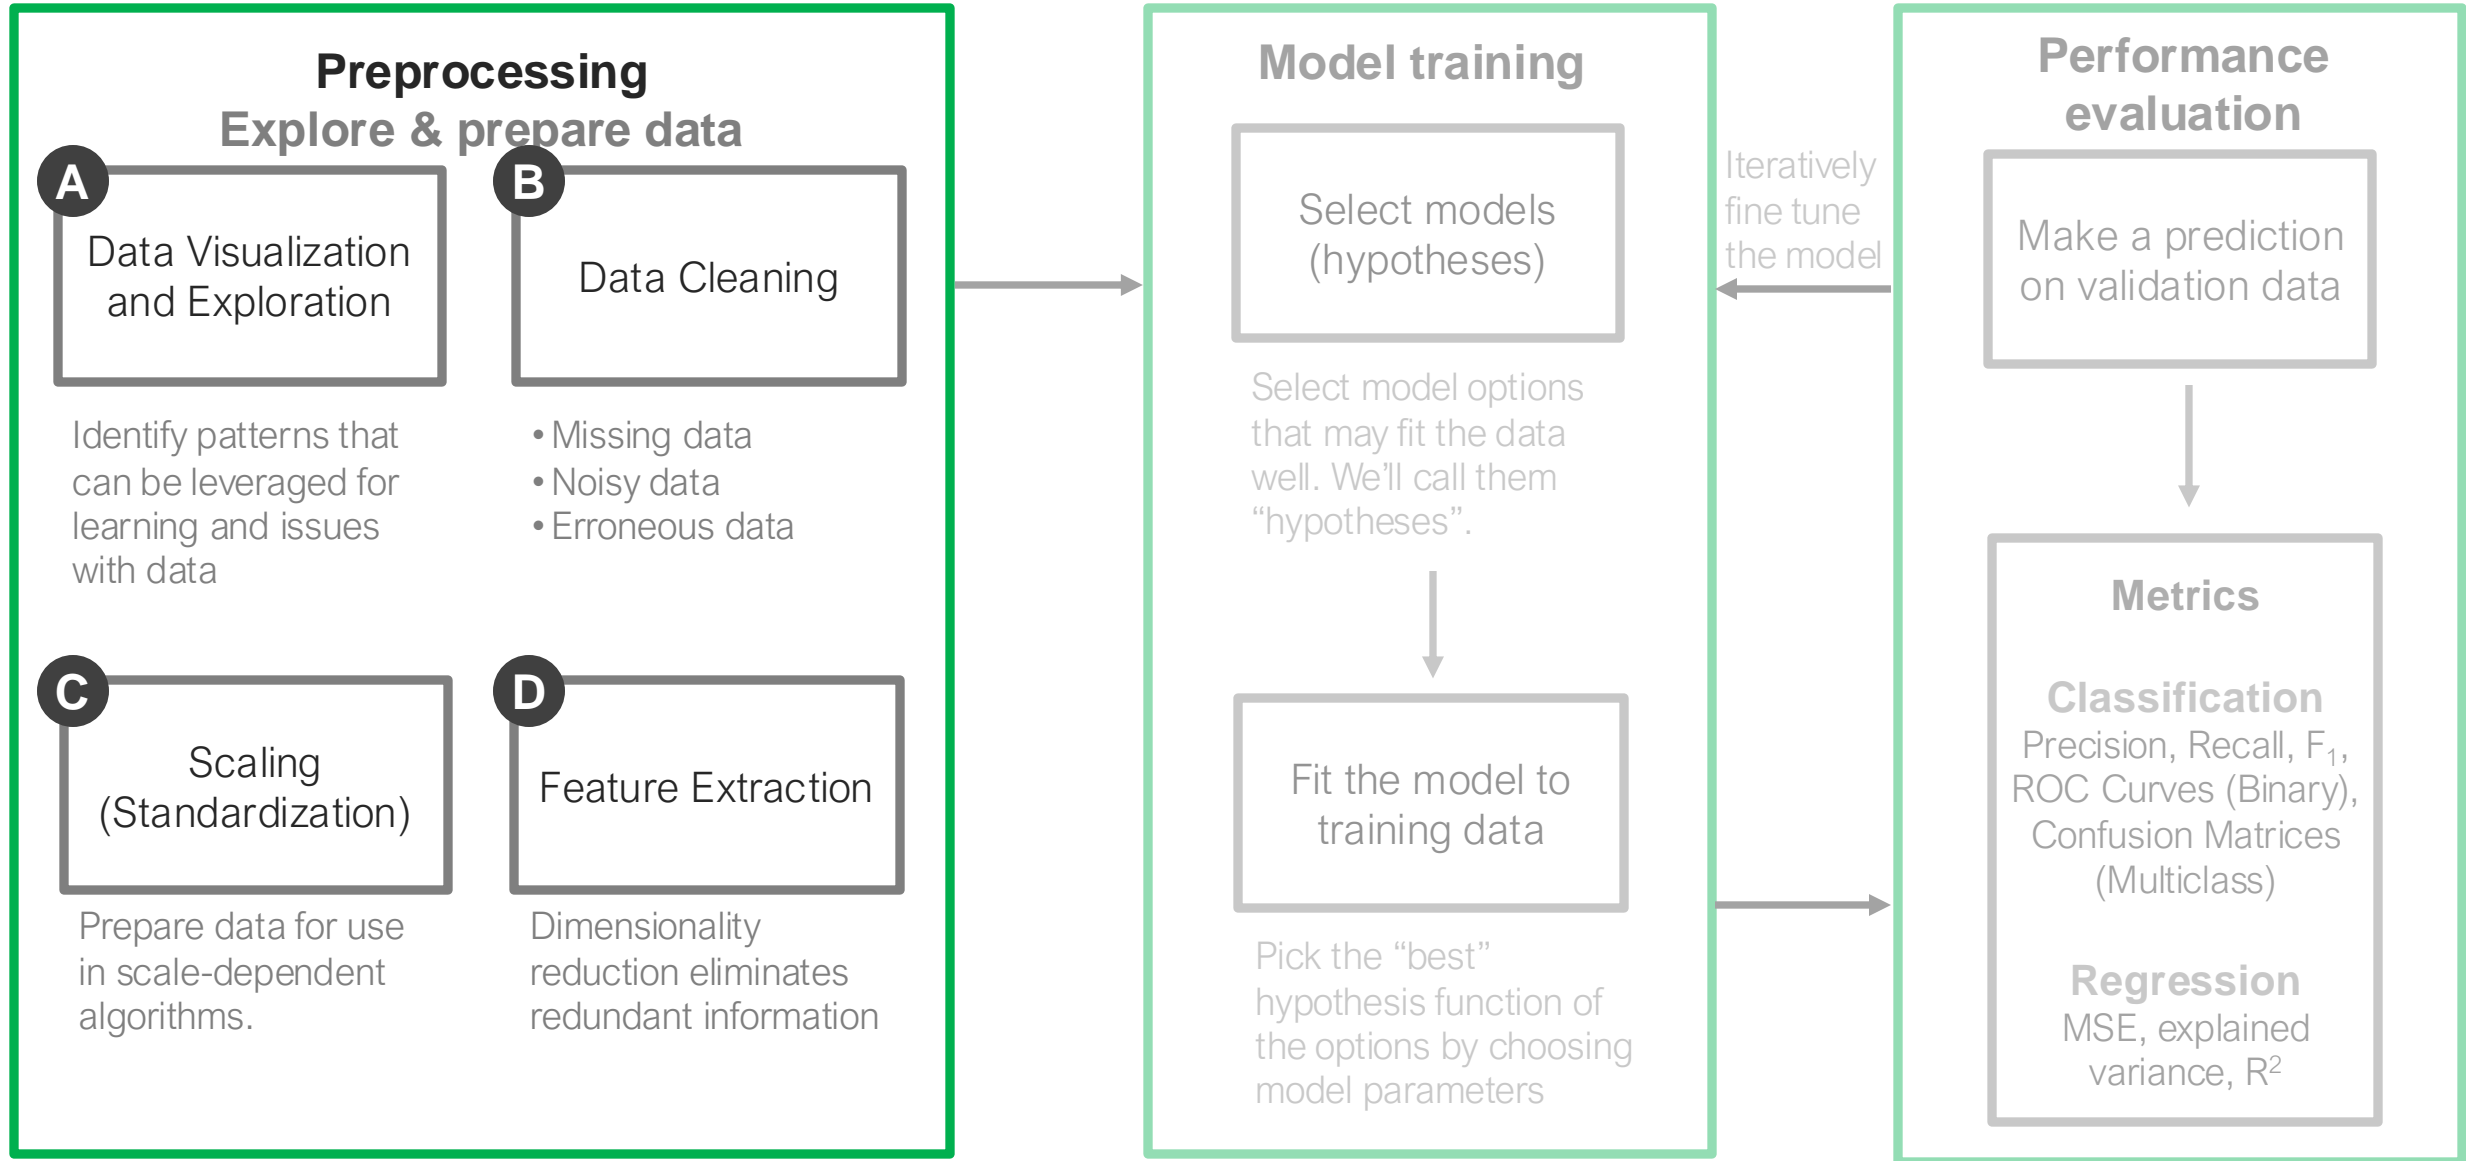 Preprocessing
Explore & prepare data
A
Data Visualization
and Exploration
Identify patterns that
can be leveraged for
learning and issues
with data
B
Data Cleaning
• Missing data
• Noisy data
• Erroneous data
C
Scaling
(Standardization)
Prepare data for use
in scale-dependent
algorithms.
D
Feature Extraction
Dimensionality
reduction eliminates
redundant information
Model training
Select models
(hypotheses)
Select model options
that may fit the data
well. We’ll call them
“hypotheses”.
Fit the model to
training data
Pick the “best”
hypothesis function of
the options by choosing
model parameters
Iteratively
fine tune
the model
Performance
evaluation
Make a prediction
on validation data
Metrics
Classification
Precision, Recall, F₁,
ROC Curves (Binary),
Confusion Matrices
(Multiclass)
Regression
MSE, explained
variance, R²